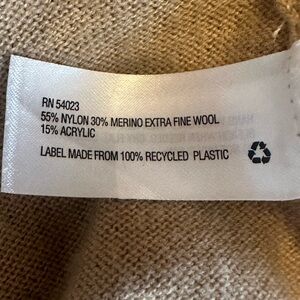 RN 54023
55% NYLON 30% MERINO EXTRA FINE WOOL
15% ACRYLIC
LABEL MADE FROM 100% RECYCLED PLASTIC